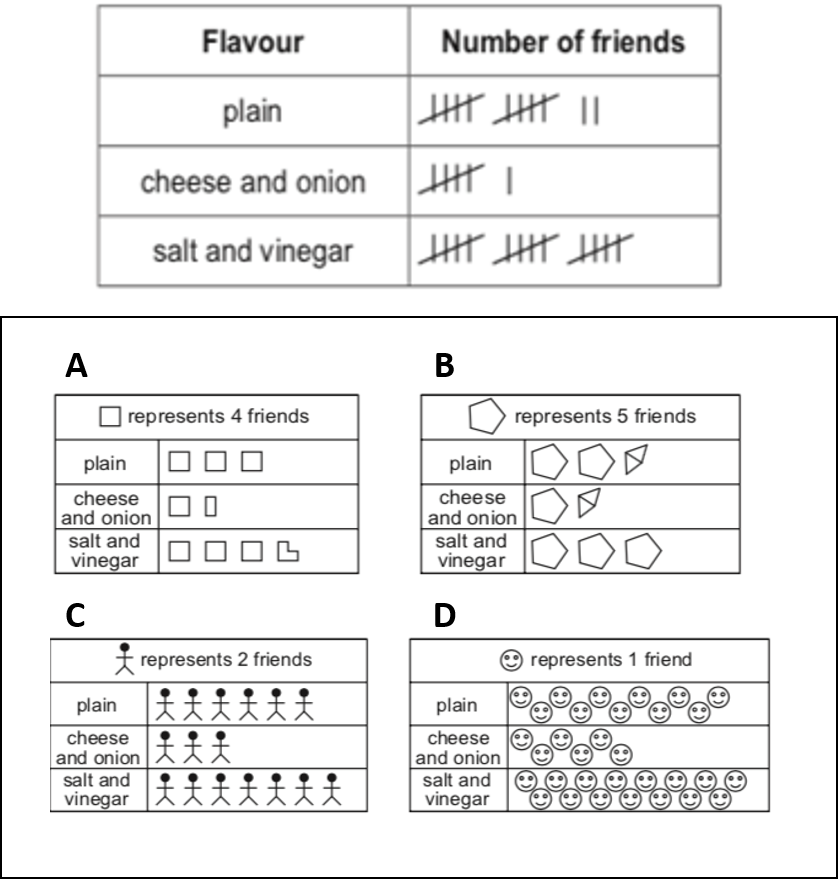 Flavour Number of friends
plain
cheese and onion
salt and vinegar
A
represents 4 friends
plain
cheese
and onion
salt and
vinegar
B
represents 5 friends
plain
cheese
and onion
salt and
vinegar
C
represents 2 friends
plain
cheese
and onion
salt and
vinegar
D
represents 1 friend
plain
cheese
and onion
salt and
vinegar